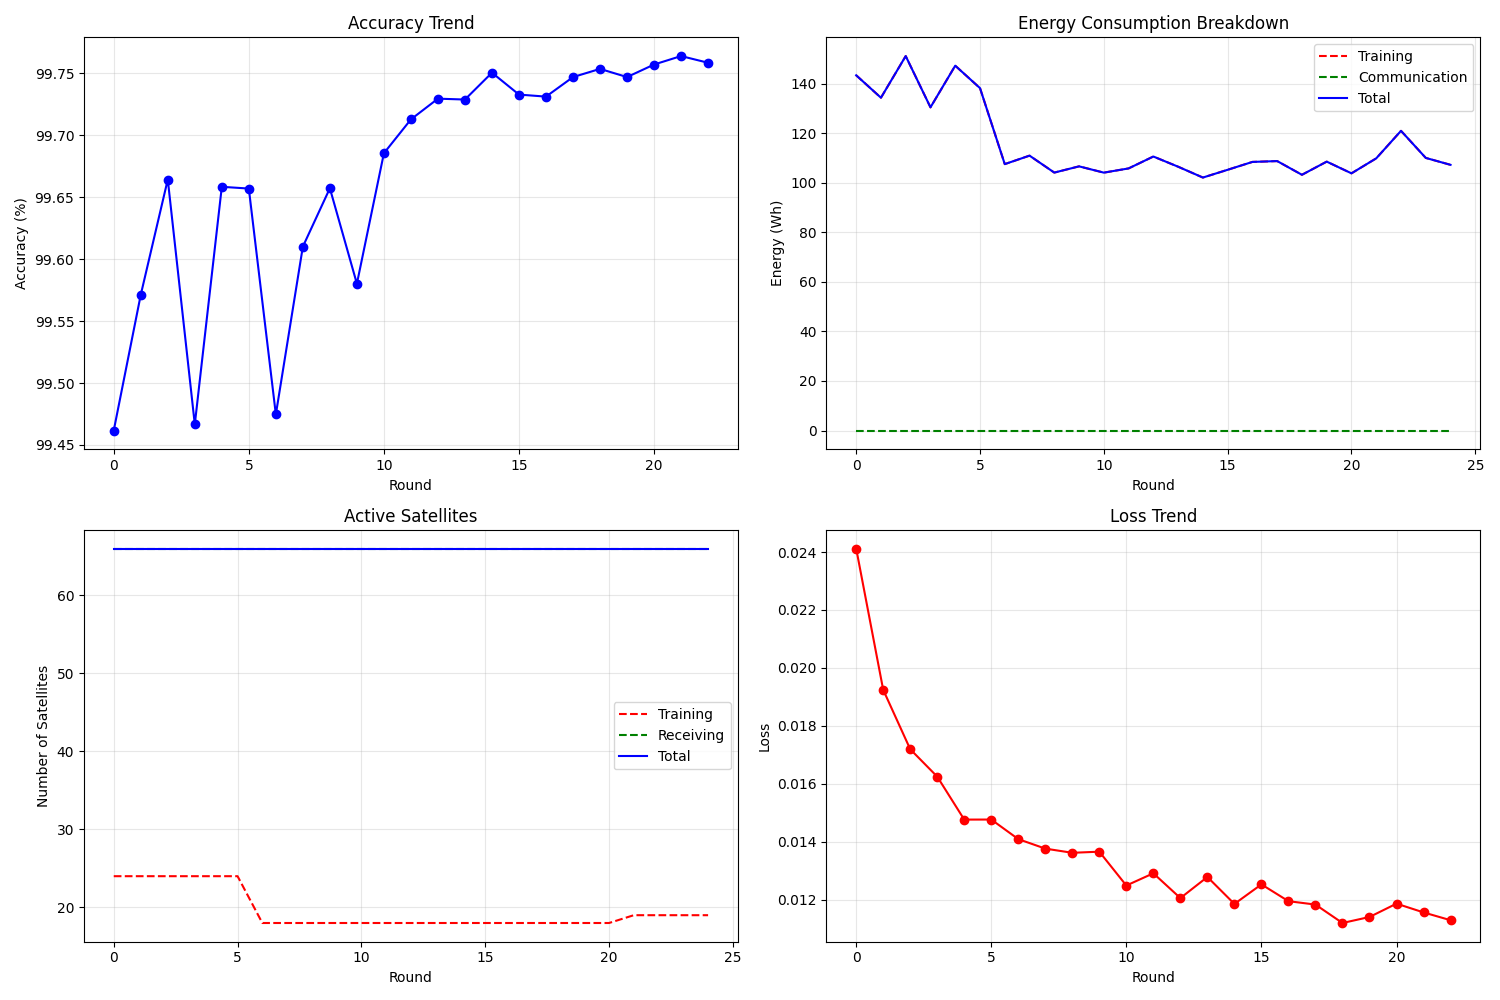 Accuracy Trend
Accuracy (%)
99.75
99.70
99.65
99.60
99.55
99.50
99.45
0 5 10 15 20
Round
Energy Consumption Breakdown
Energy (Wh)
140
120
100
80
60
40
20
0
Training
Communication
Total
0 5 10 15 20 25
Round
Active Satellites
Number of Satellites
60
50
40
30
20
Training
Receiving
Total
0 5 10 15 20 25
Round
Loss Trend
Loss
0.024
0.022
0.020
0.018
0.016
0.014
0.012
0 5 10 15 20
Round